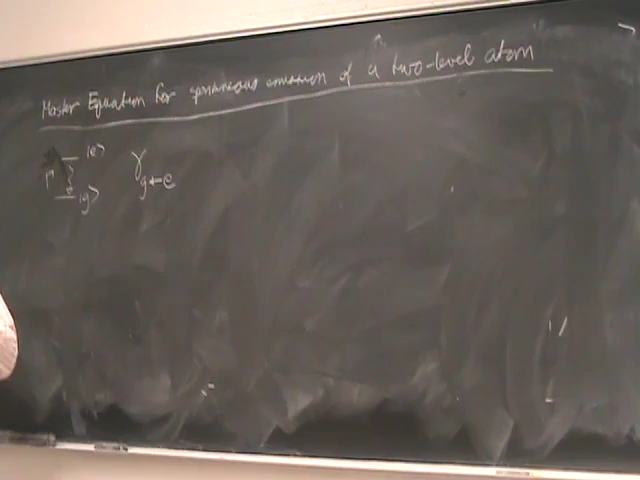 Master Equation for spontaneous emission of a two-level atom
|e>
Γ
γ g←e
|g>